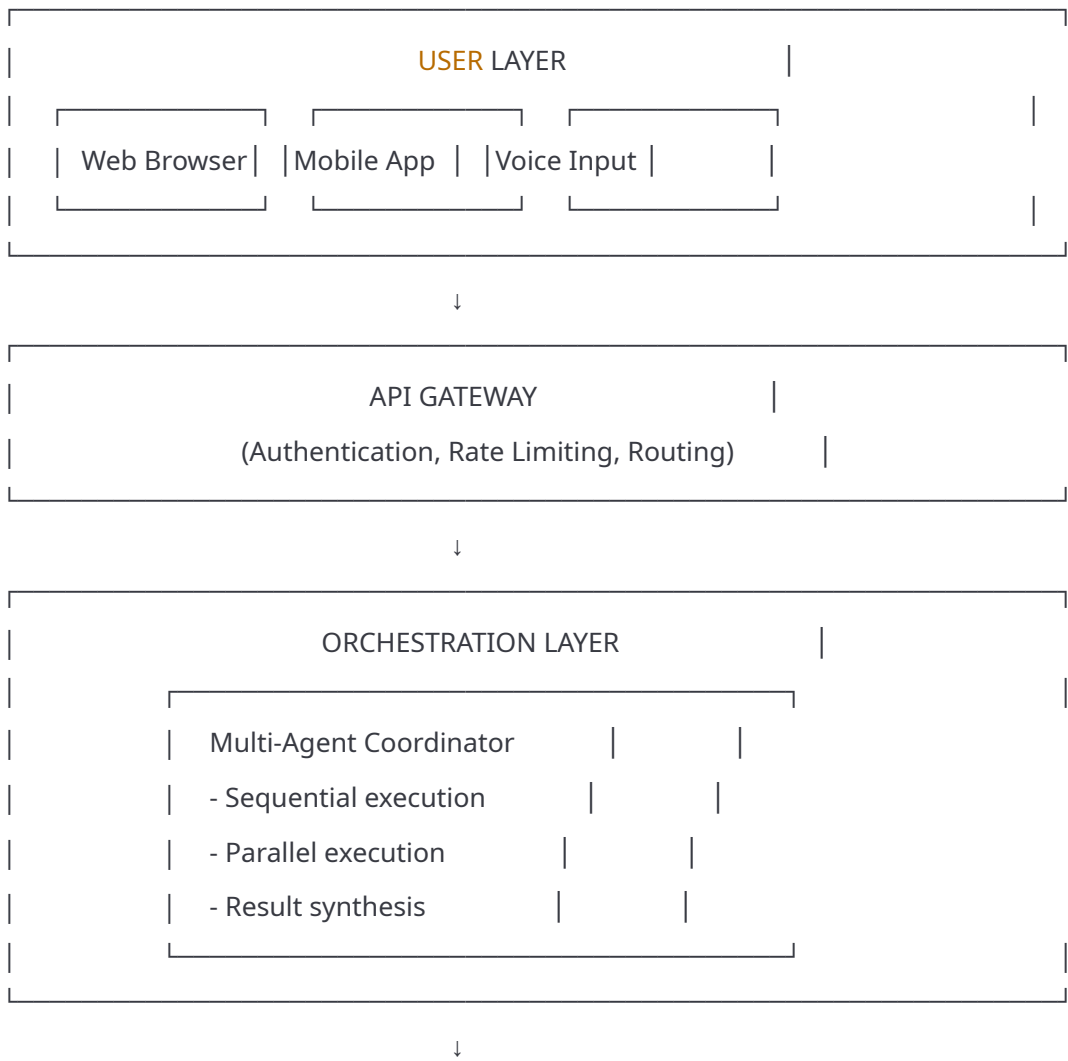 USER LAYER
Web Browser Mobile App Voice Input
↓
API GATEWAY
(Authentication, Rate Limiting, Routing)
↓
ORCHESTRATION LAYER
Multi-Agent Coordinator
- Sequential execution
- Parallel execution
- Result synthesis
↓